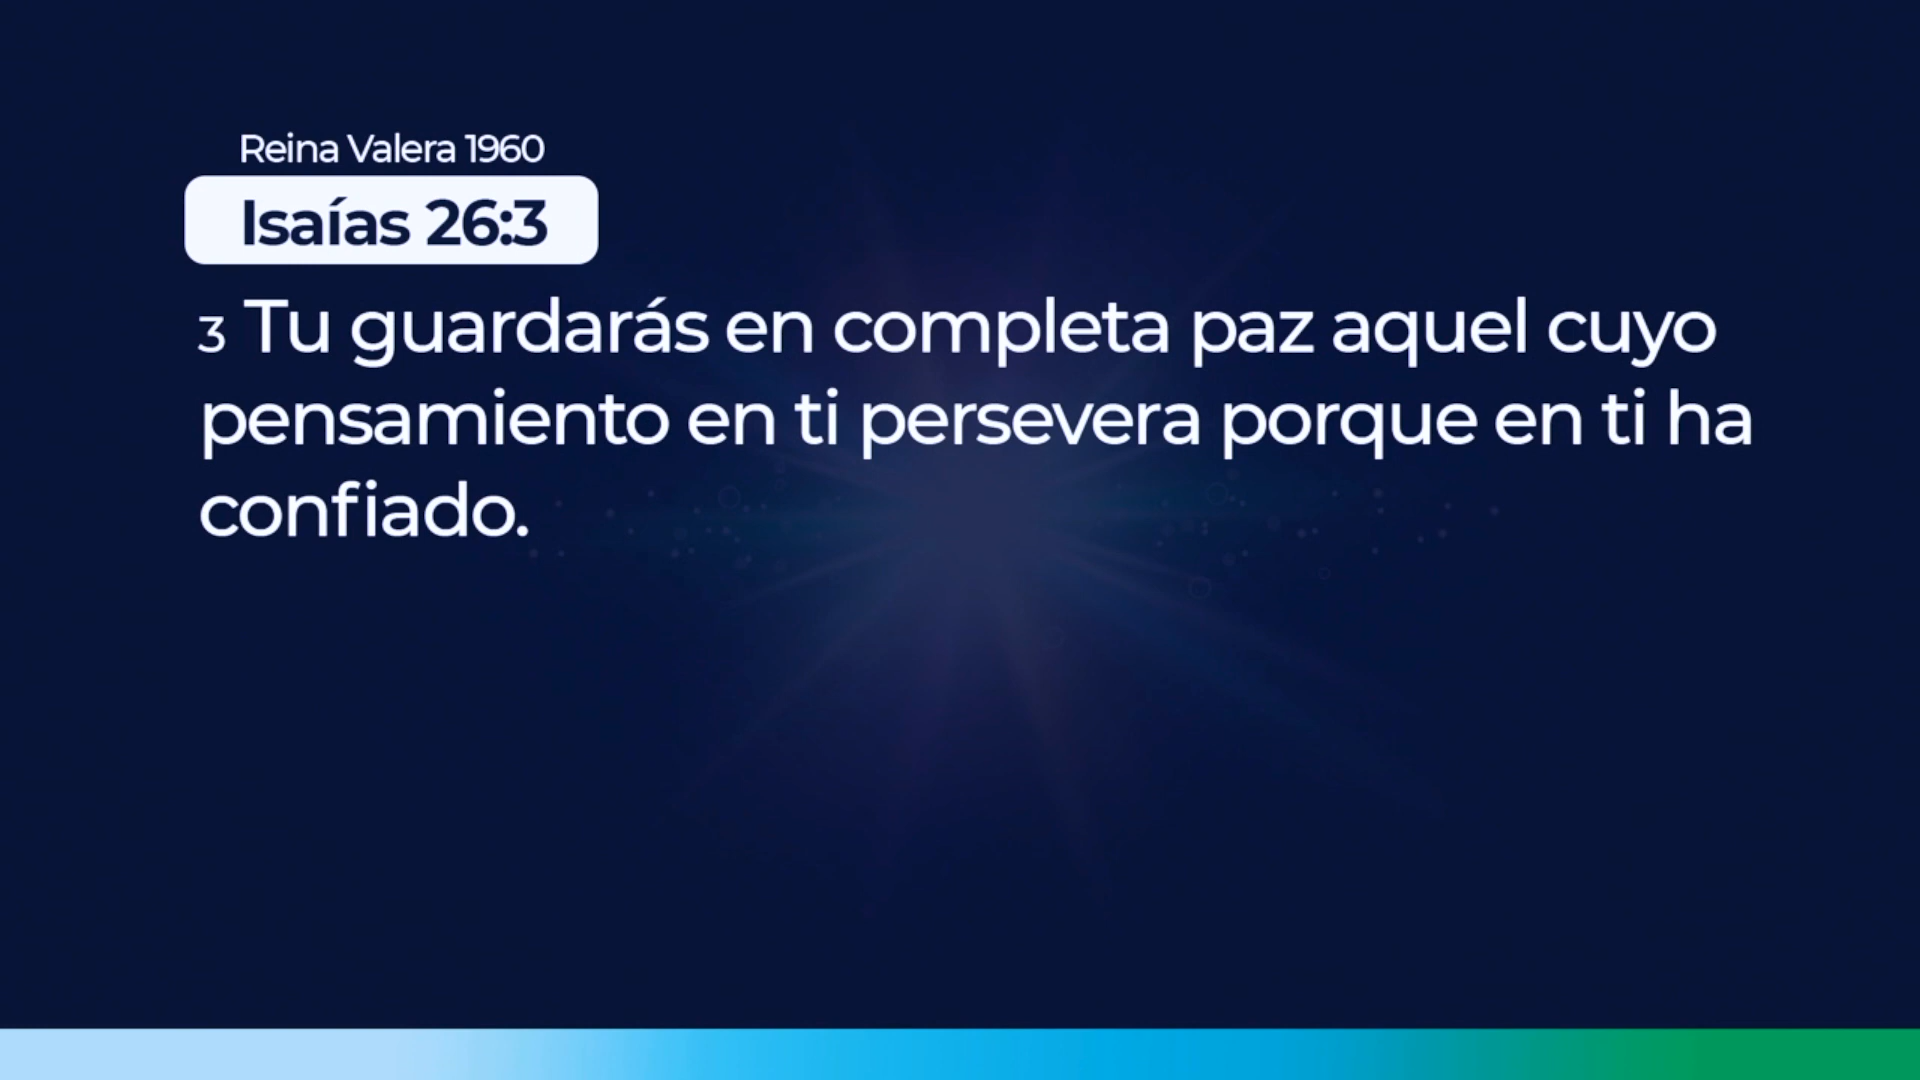 Reina Valera 1960
Isaías 26:3
3 Tu guardarás en completa paz aquel cuyo
pensamiento en ti persevera porque en ti ha
confiado.